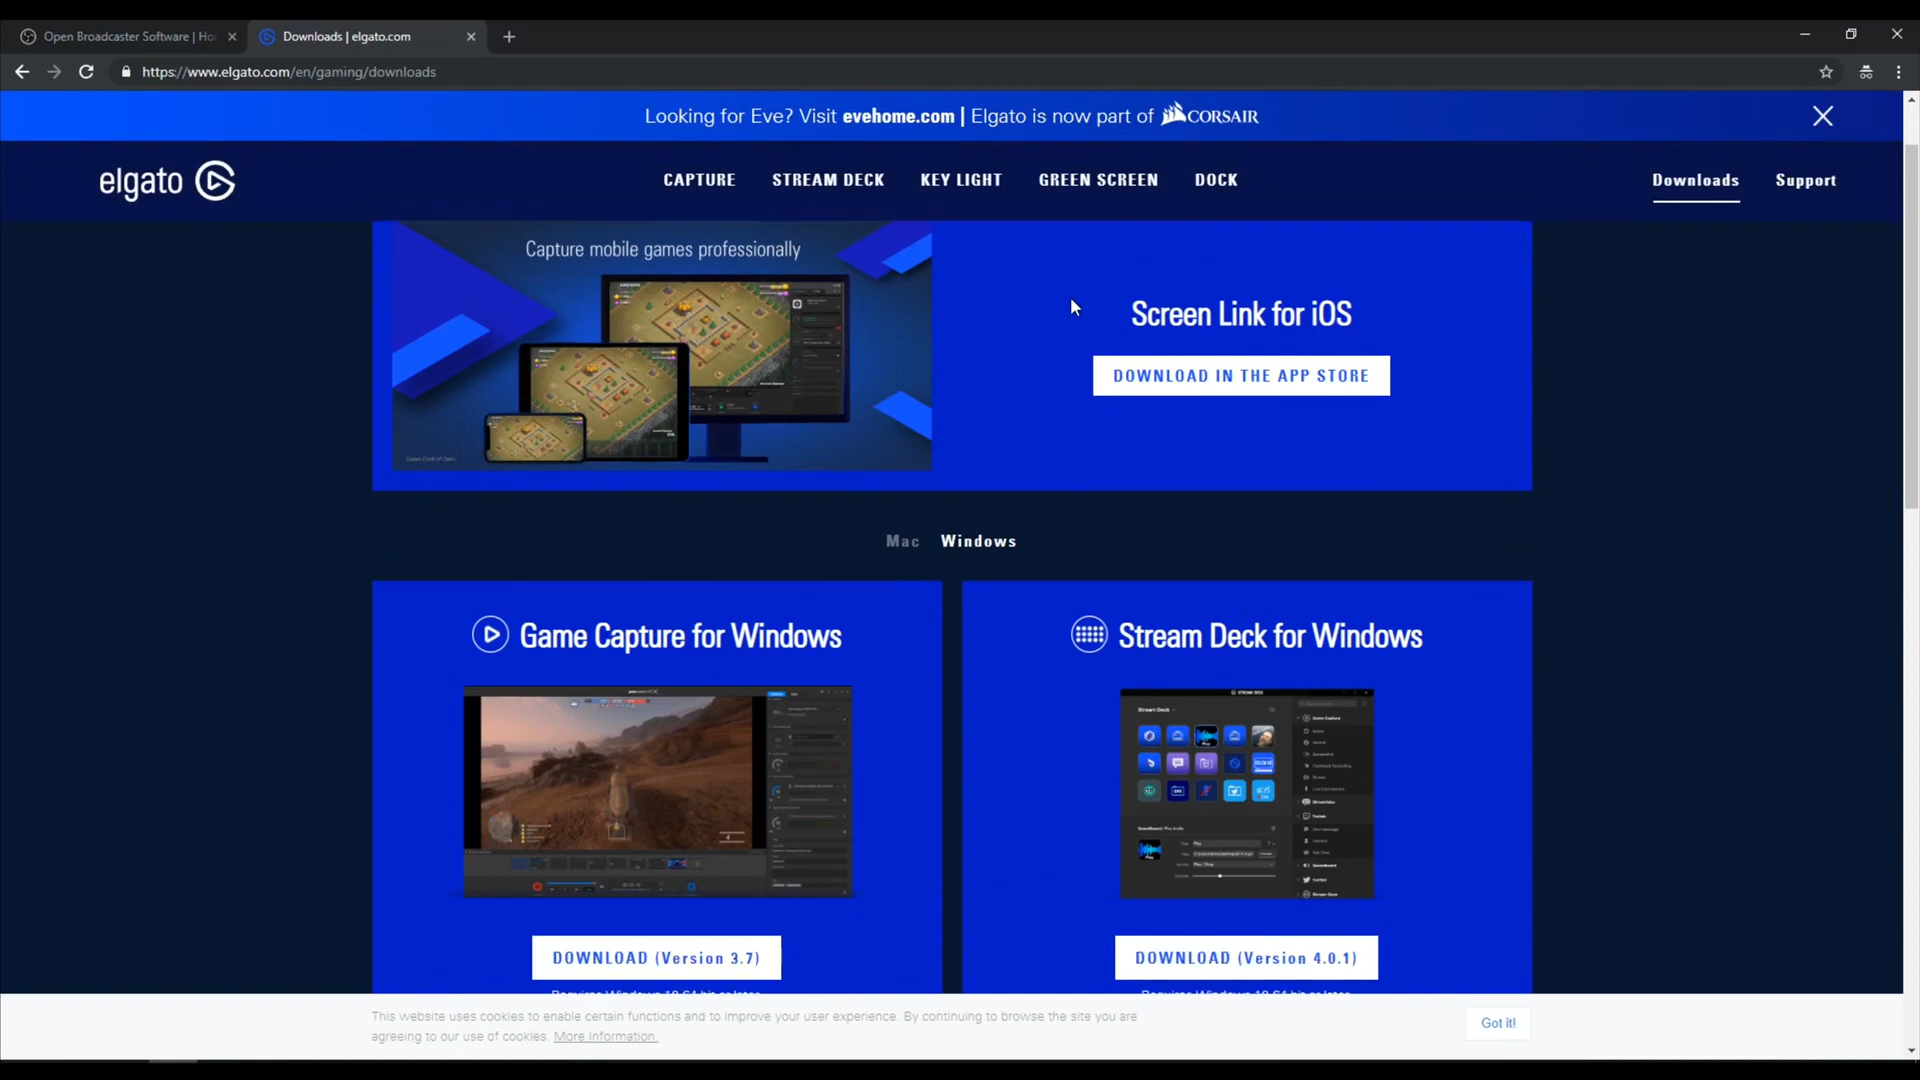 Open Broadcaster Software | Ho
Downloads | elgato.com
https://www.elgato.com/en/gaming/downloads
Looking for Eve? Visit evehome.com | Elgato is now part of CORSAIR
elgato
CAPTURE
STREAM DECK
KEY LIGHT
GREEN SCREEN
DOCK
Downloads
Support
Capture mobile games professionally
Screen Link for iOS
DOWNLOAD IN THE APP STORE
Mac
Windows
Game Capture for Windows
Stream Deck for Windows
DOWNLOAD (Version 3.7)
DOWNLOAD (Version 4.0.1)
This website uses cookies to enable certain functions and to improve your user experience. By continuing to browse the site you are
agreeing to our use of cookies. More Information.
Got it!